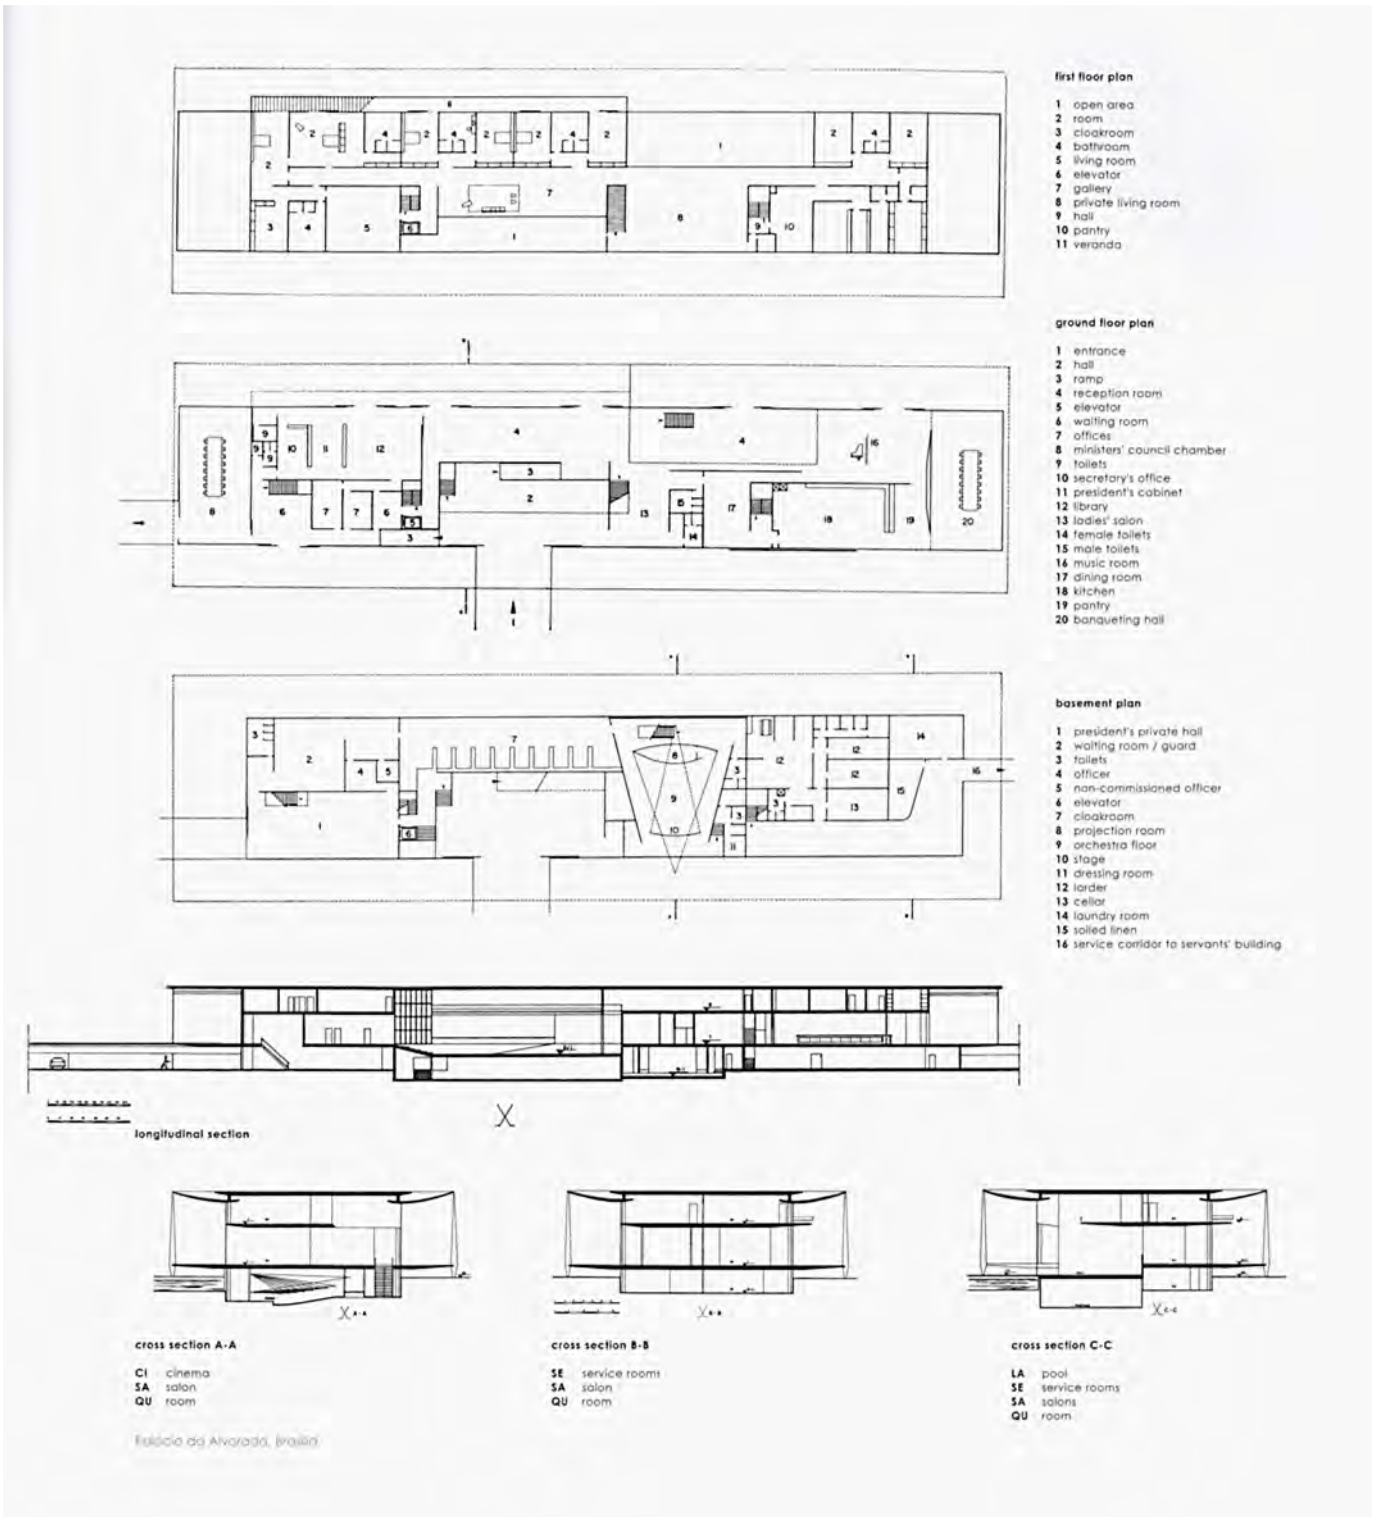 first floor plan
1 open area
2 room
3 cloakroom
4 bathroom
5 living room
6 elevator
7 gallery
8 private living room
9 hall
10 pantry
11 veranda
ground floor plan
1 entrance
2 hall
3 ramp
4 reception room
5 elevator
6 waiting room
7 offices
8 ministers' council chamber
9 toilets
10 secretary's office
11 president's cabinet
12 library
13 ladies' salon
14 female toilets
15 male toilets
16 music room
17 dining room
18 kitchen
19 pantry
20 banqueting hall
basement plan
1 president's private hall
2 waiting room / guard
3 toilets
4 officer
5 non-commissioned officer
6 elevator
7 cloakroom
8 projection room
9 orchestra floor
10 stage
11 dressing room
12 larder
13 cellar
14 laundry room
15 soiled linen
16 service corridor to servants' building
longitudinal section
cross section A-A
CI cinema
SA salon
QU room
cross section B-B
SE service rooms
SA salon
QU room
cross section C-C
LA pool
SE service rooms
SA salons
QU room
Palácio da Alvorada, Brasília